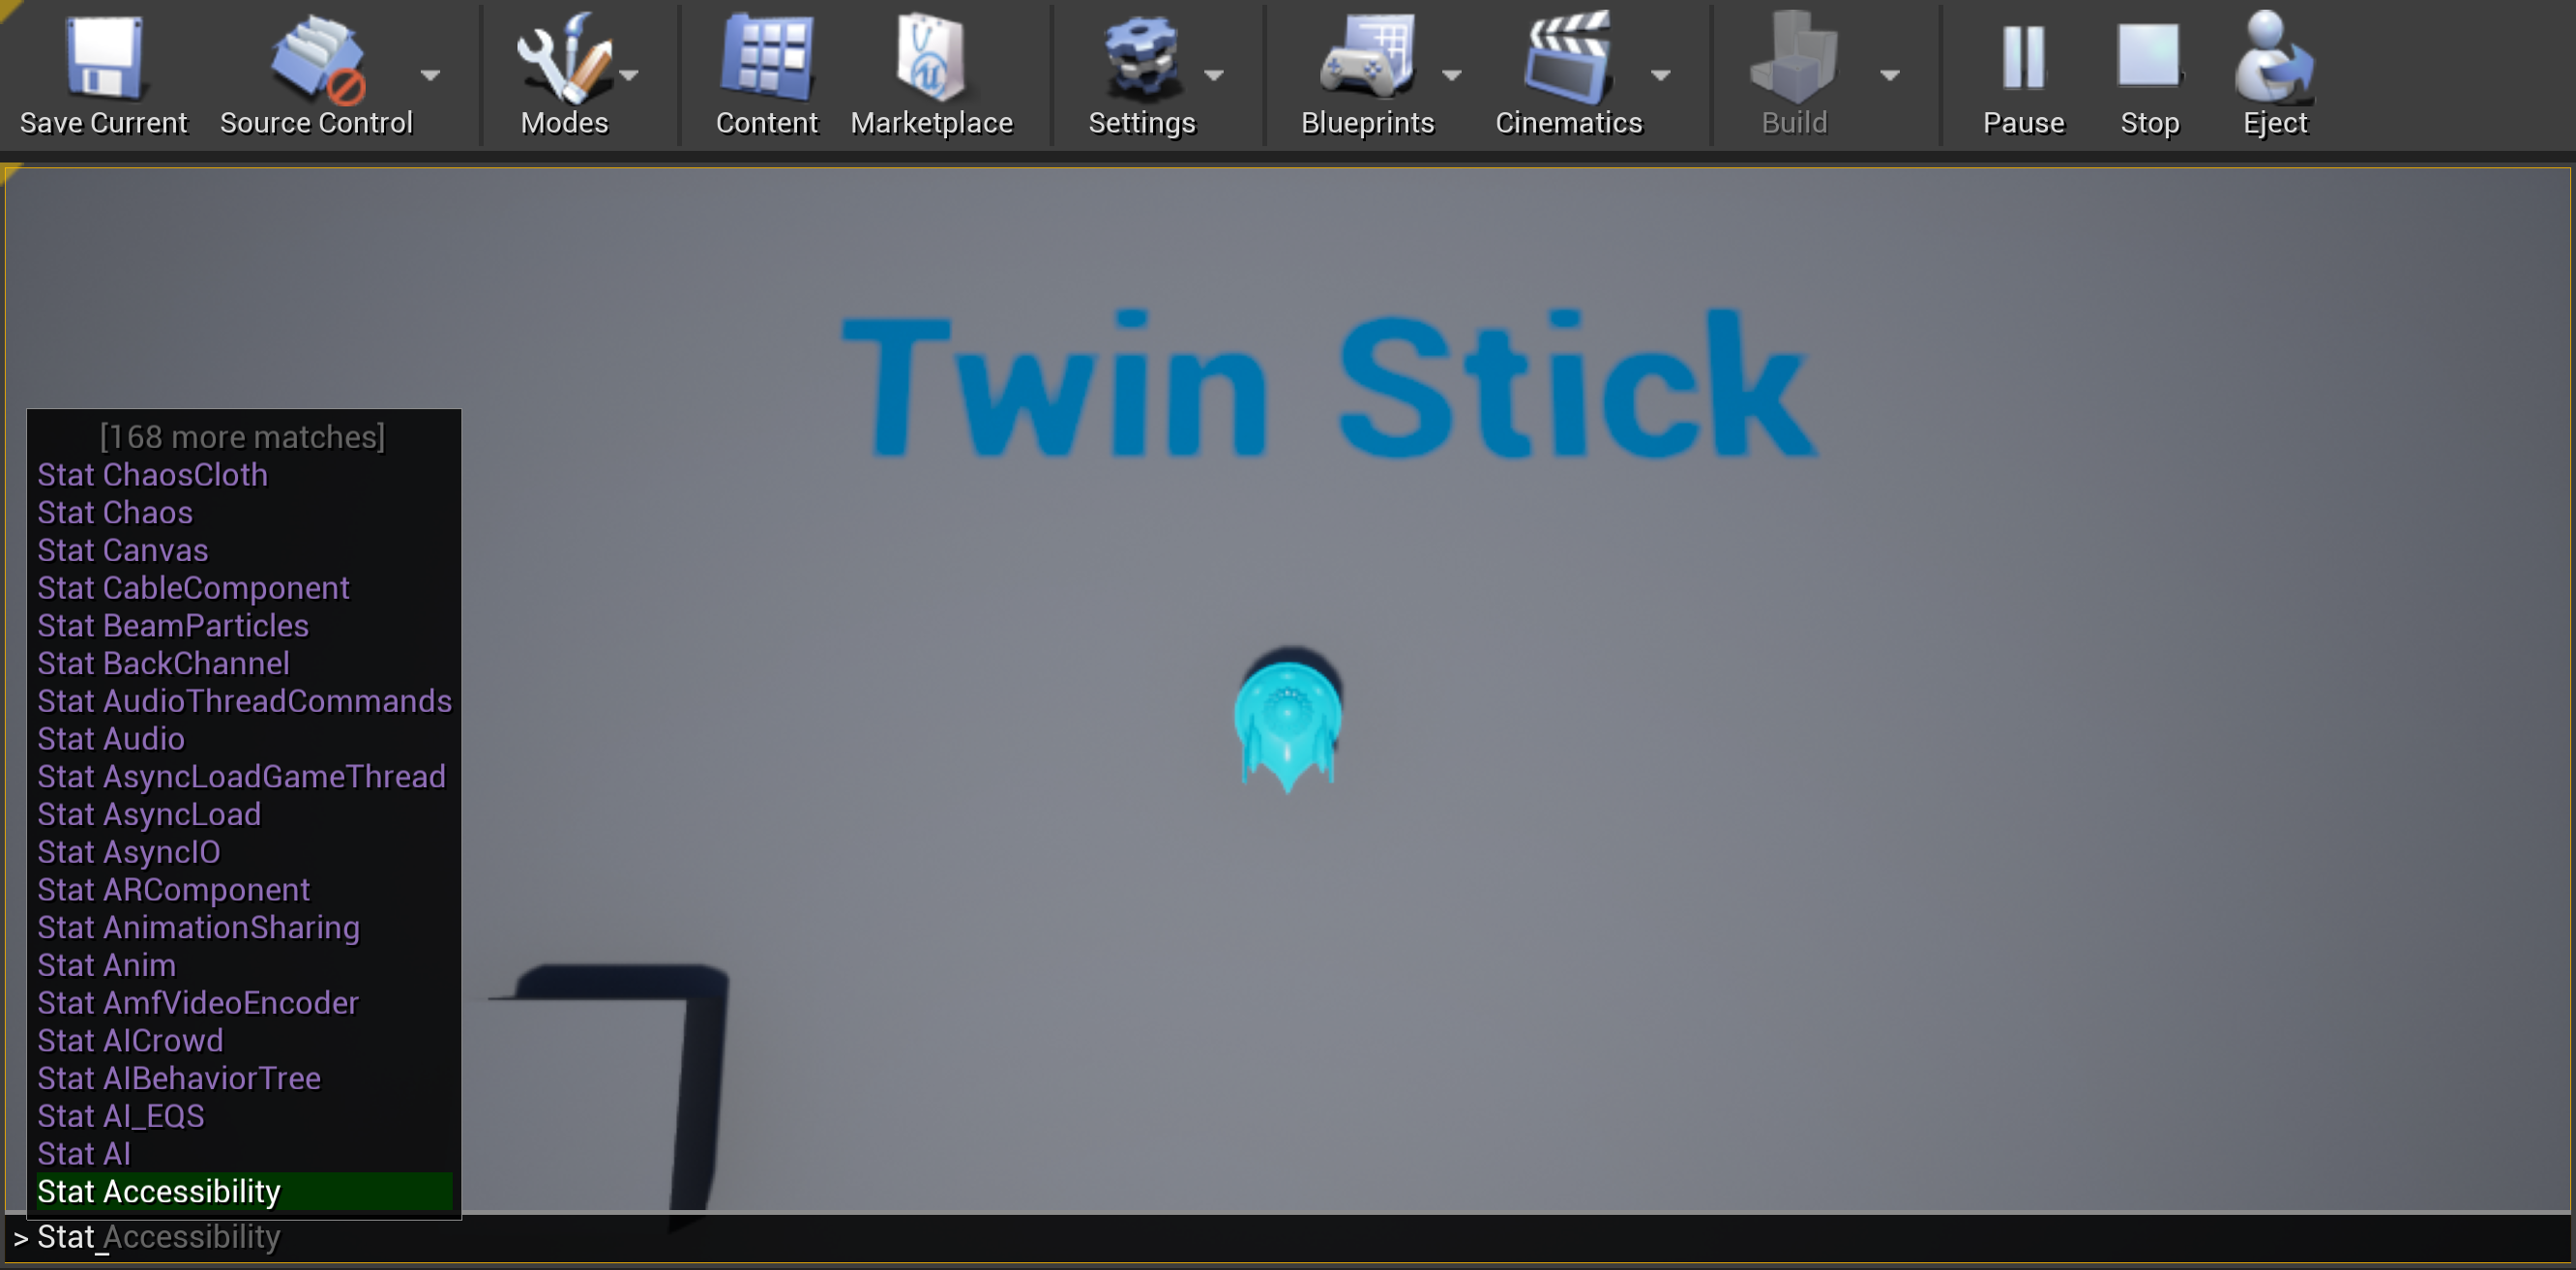 Save Current
Source Control
Modes
Content
Marketplace
Settings
Blueprints
Cinematics
Build
Pause
Stop
Eject
Twin Stick
[168 more matches]
Stat ChaosCloth
Stat Chaos
Stat Canvas
Stat CableComponent
Stat BeamParticles
Stat BackChannel
Stat AudioThreadCommands
Stat Audio
Stat AsyncLoadGameThread
Stat AsyncLoad
Stat AsyncIO
Stat ARComponent
Stat AnimationSharing
Stat Anim
Stat AmfVideoEncoder
Stat AICrowd
Stat AIBehaviorTree
Stat AI_EQS
Stat AI
Stat Accessibility
> Stat_Accessibility